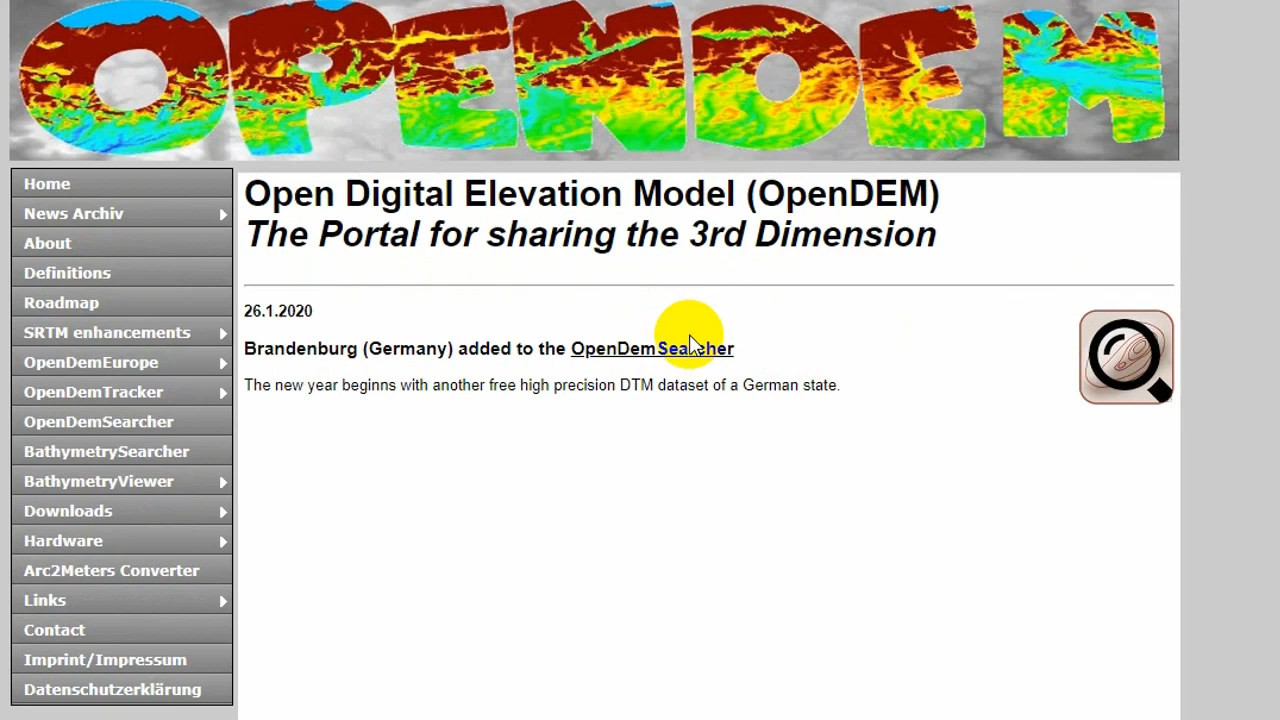 OPENDEM
Home
News Archiv
About
Definitions
Roadmap
SRTM enhancements
OpenDemEurope
OpenDemTracker
OpenDemSearcher
BathymetrySearcher
BathymetryViewer
Downloads
Hardware
Arc2Meters Converter
Links
Contact
Imprint/Impressum
Datenschutzerklärung
Open Digital Elevation Model (OpenDEM)
The Portal for sharing the 3rd Dimension
26.1.2020
Brandenburg (Germany) added to the OpenDemSearcher
The new year beginns with another free high precision DTM dataset of a German state.